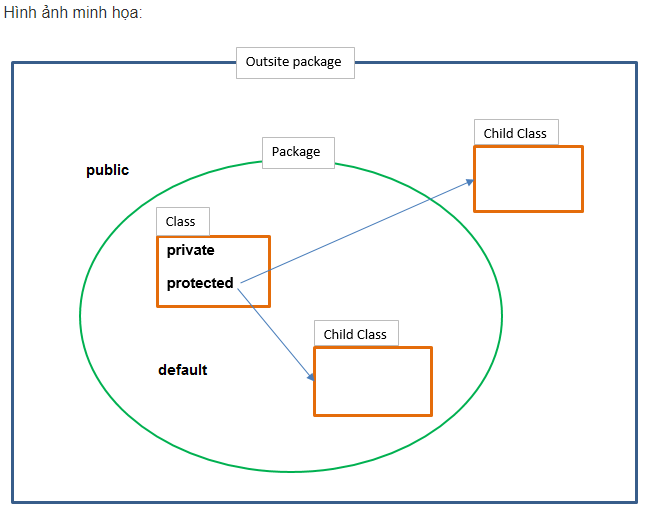 Hình ảnh minh họa:
Outsite package
Child Class
Package
public
Class
private
protected
Child Class
default